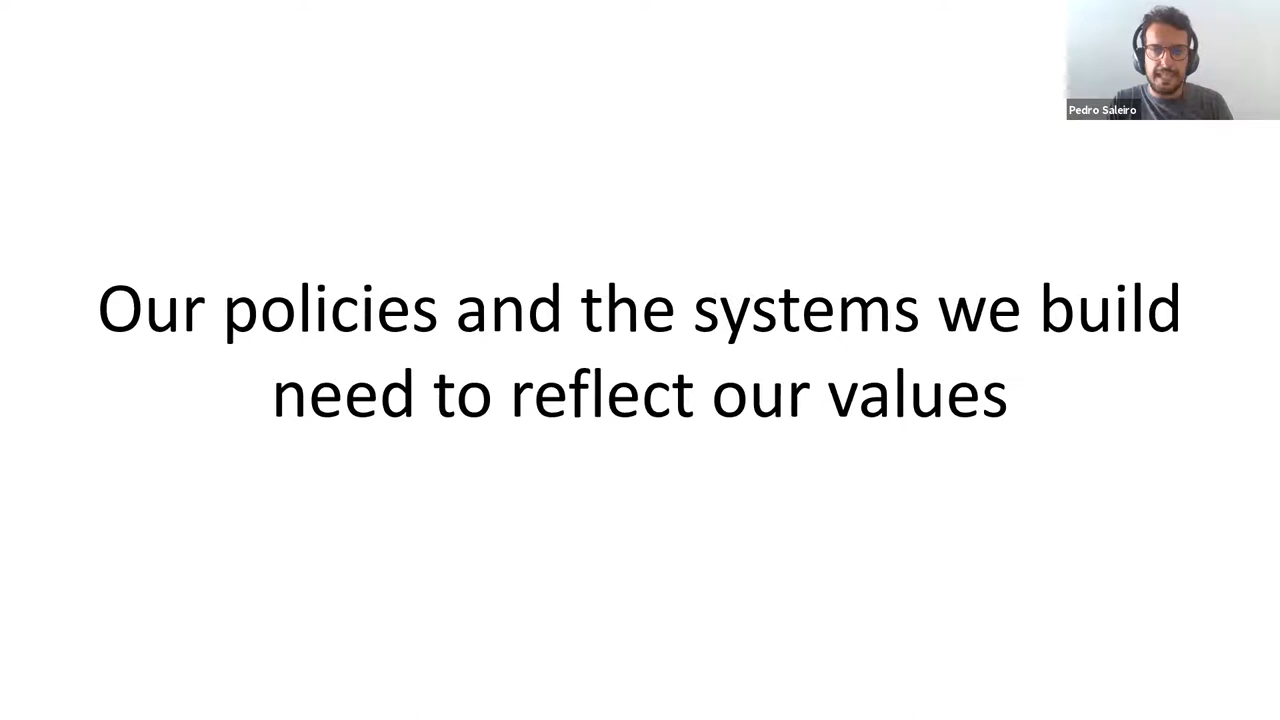 Pedro Saleiro
Our policies and the systems we build
need to reflect our values